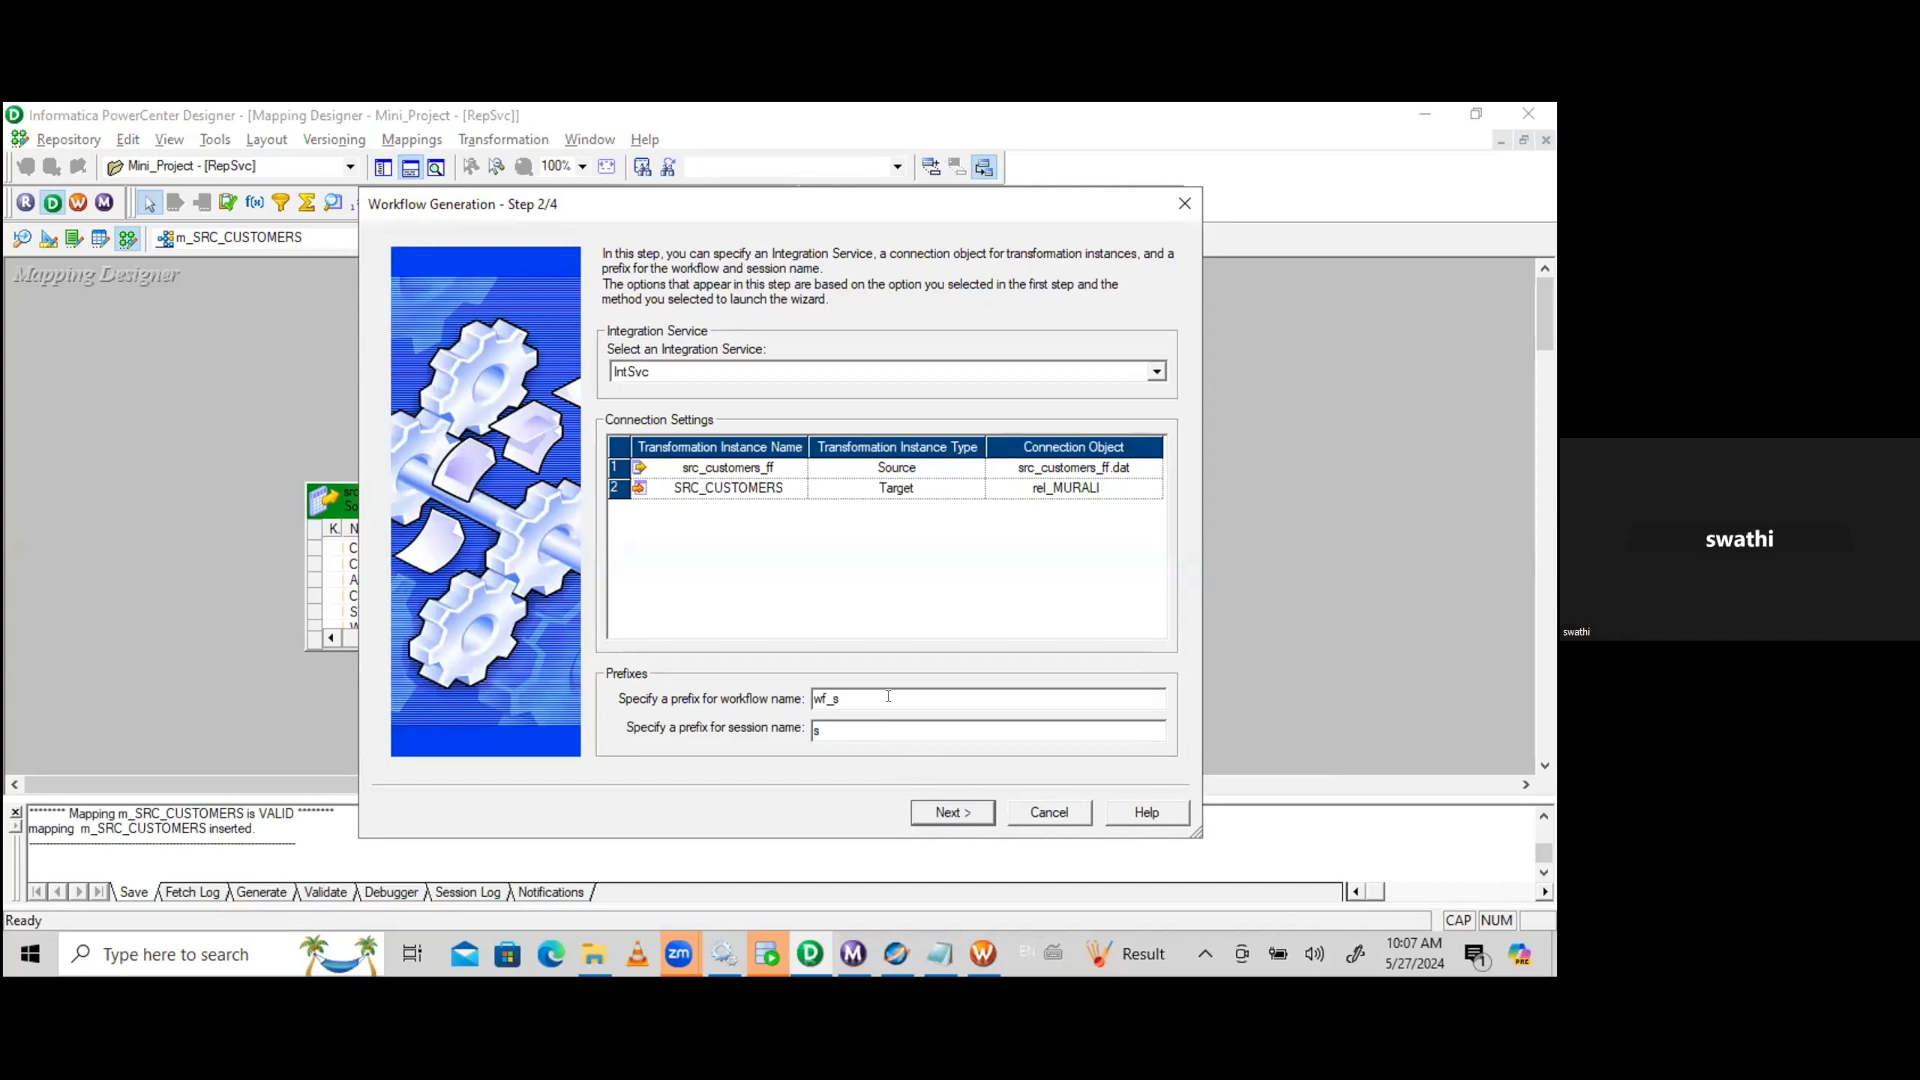 Informatica PowerCenter Designer - [Mapping Designer - Mini_Project - [RepSvc]]
Repository Edit View Tools Layout Versioning Mappings Transformation Window Help
Mini_Project - [RepSvc]
100%
R D W M
f(x)
m_SRC_CUSTOMERS
Mapping Designer
Workflow Generation - Step 2/4
In this step, you can specify an Integration Service, a connection object for transformation instances, and a
prefix for the workflow and session name.
The options that appear in this step are based on the option you selected in the first step and the
method you selected to launch the wizard.
Integration Service
Select an Integration Service:
IntSvc
Connection Settings
Transformation Instance Name Transformation Instance Type Connection Object
1 src_customers_ff Source src_customers_ff.dat
2 SRC_CUSTOMERS Target rel_MURALI
src
So
K. N
C
C
A
C
S
Prefixes
Specify a prefix for workflow name: wf_s
Specify a prefix for session name: s
Next > Cancel Help
******** Mapping m_SRC_CUSTOMERS is VALID ********
mapping m_SRC_CUSTOMERS inserted.
Save Fetch Log Generate Validate Debugger Session Log Notifications
Ready
CAP NUM
Type here to search
zm
D
M
W
Result
10:07 AM
5/27/2024
1
PRE
swathi
swathi